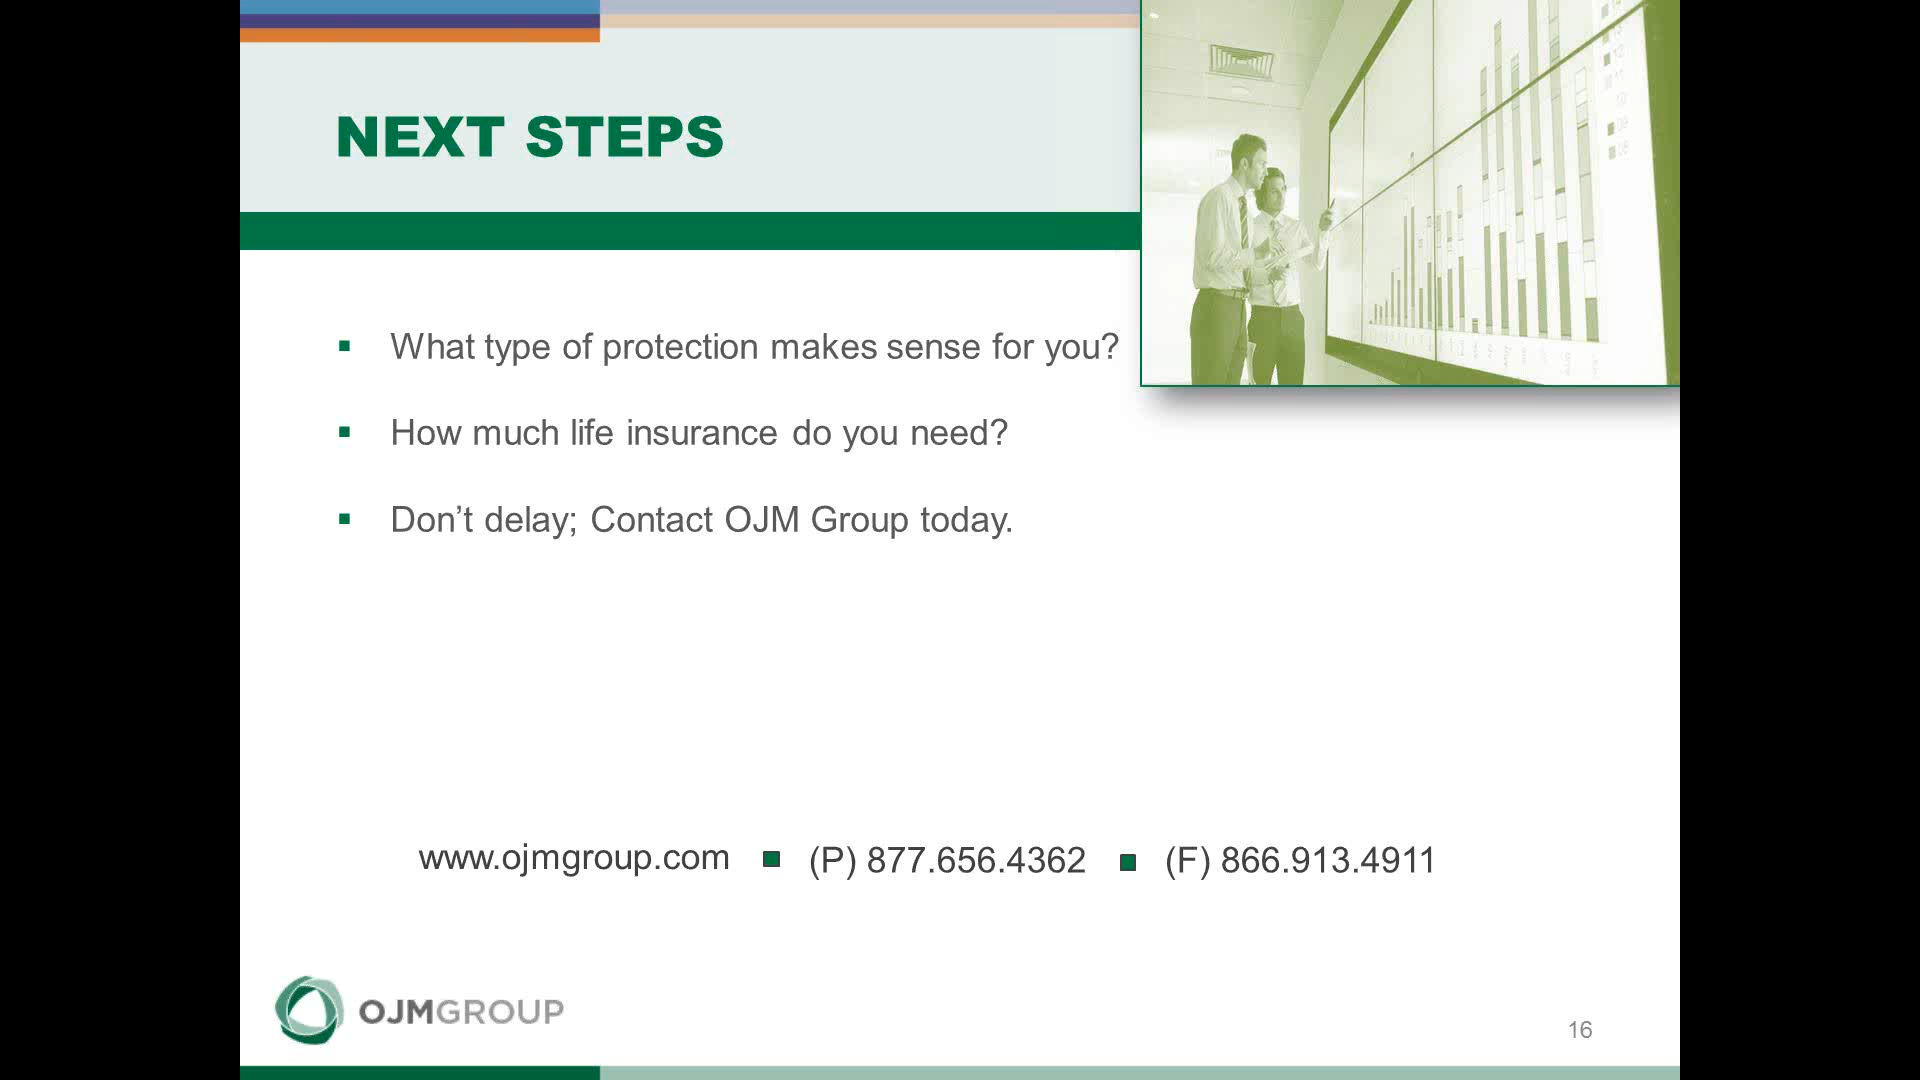 NEXT STEPS
What type of protection makes sense for you?
How much life insurance do you need?
Don’t delay; Contact OJM Group today.
www.ojmgroup.com ■ (P) 877.656.4362 ■ (F) 866.913.4911
OJMGROUP
16